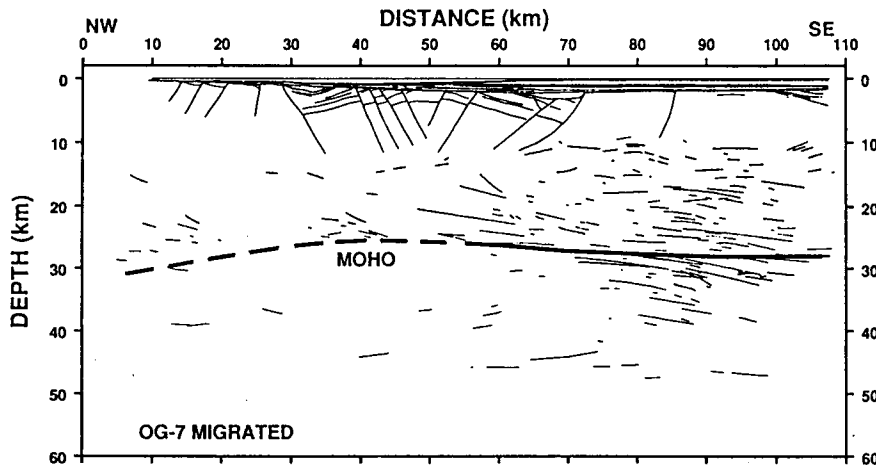 DISTANCE (km)
NW
SE
0 10 20 30 40 50 60 70 80 90 100 110
DEPTH (km)
0 0
10 10
20 20
30 30
40 40
50 50
60 60
MOHO
OG-7 MIGRATED